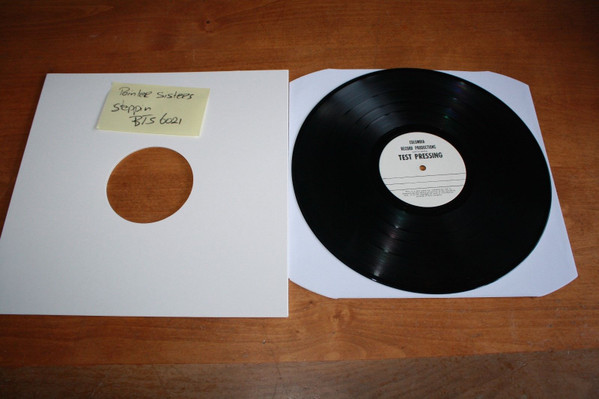 Pointer Sisters
Steppin
BTS 6021
COLUMBIA
RECORD PRODUCTIONS
TEST PRESSING